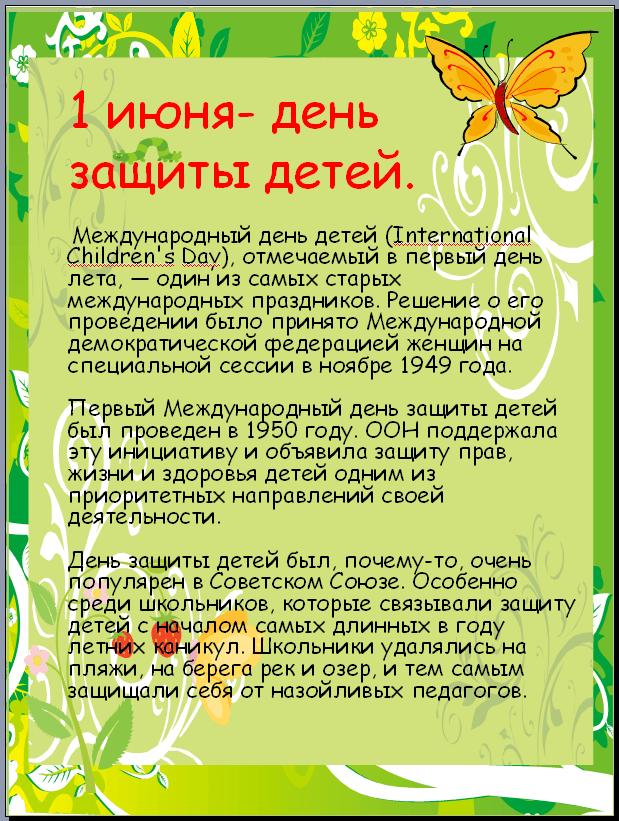 1 июня- день
защиты детей.
Международный день детей (International
Children's Day), отмечаемый в первый день
лета, — один из самых старых
международных праздников. Решение о его
проведении было принято Международной
демократической федерацией женщин на
специальной сессии в ноябре 1949 года.
Первый Международный день защиты детей
был проведен в 1950 году. ООН поддержала
эту инициативу и объявила защиту прав,
жизни и здоровья детей одним из
приоритетных направлений своей
деятельности.
День защиты детей был, почему-то, очень
популярен в Советском Союзе. Особенно
среди школьников, которые связывали защиту
детей с началом самых длинных в году
летних каникул. Школьники удалялись на
пляжи, на берега рек и озер, и тем самым
защищали себя от назойливых педагогов.